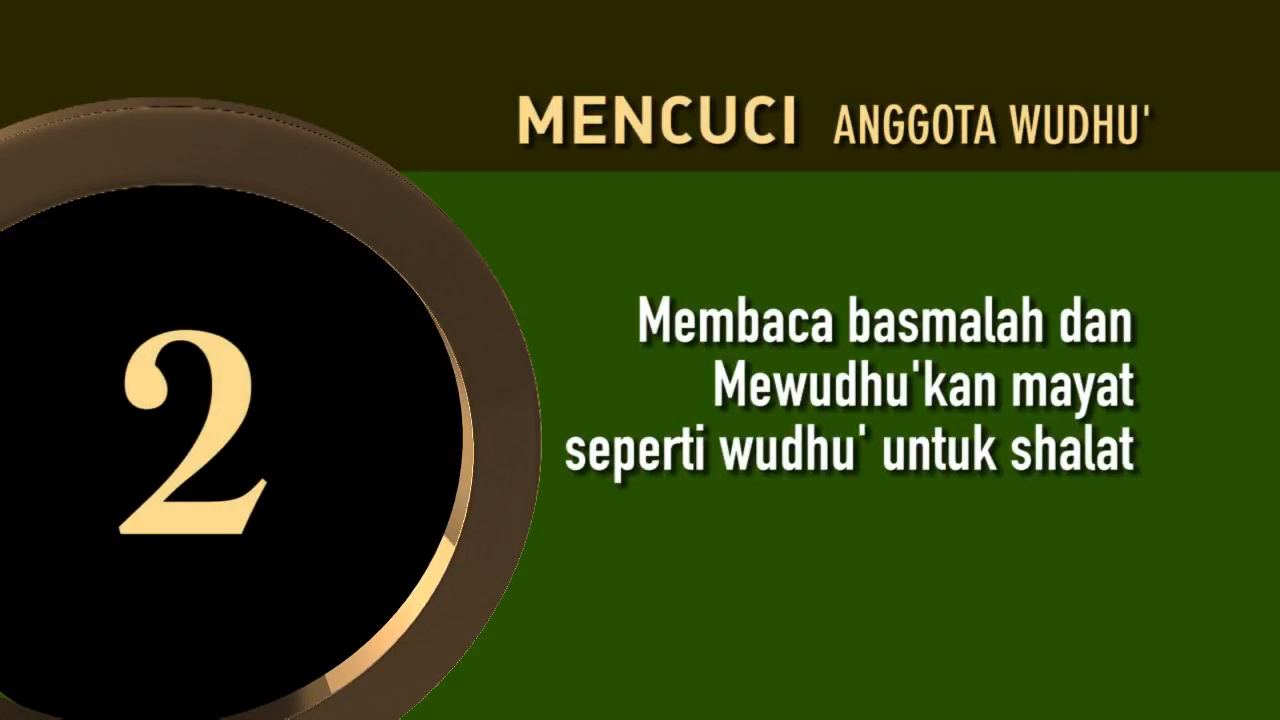 MENCUCI ANGGOTA WUDHU'
2
Membaca basmalah dan
Mewudhu'kan mayat
seperti wudhu' untuk shalat